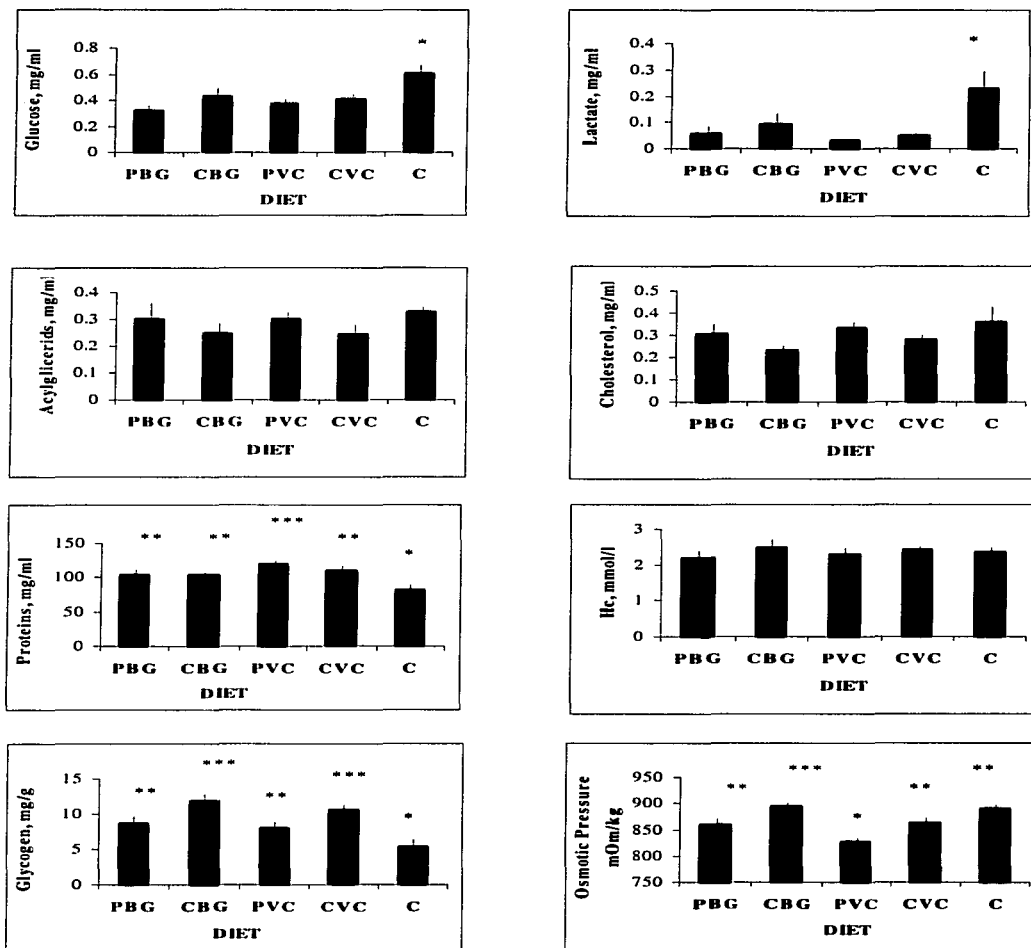 Glucose, mg/ml
*
0.8
0.6
0.4
0.2
0
PBG CBG PVC CVC C
DIET
Lactate, mg/ml
*
0.4
0.3
0.2
0.1
0
PBG CBG PVC CVC C
DIET
Acylglicerids, mg/ml
0.4
0.3
0.2
0.1
0
PBG CBG PVC CVC C
DIET
Cholesterol, mg/ml
0.5
0.4
0.3
0.2
0.1
0
PBG CBG PVC CVC C
DIET
Proteins, mg/ml
** ** *** ** *
150
100
50
0
PBG CBG PVC CVC C
DIET
Hc, mmol/l
3
2
1
0
PBG CBG PVC CVC C
DIET
Glycogen, mg/g
** *** ** *** *
15
10
5
0
PBG CBG PVC CVC C
DIET
Osmotic Pressure
mOm/kg
** *** * ** **
950
900
850
800
750
PBG CBG PVC CVC C
DIET